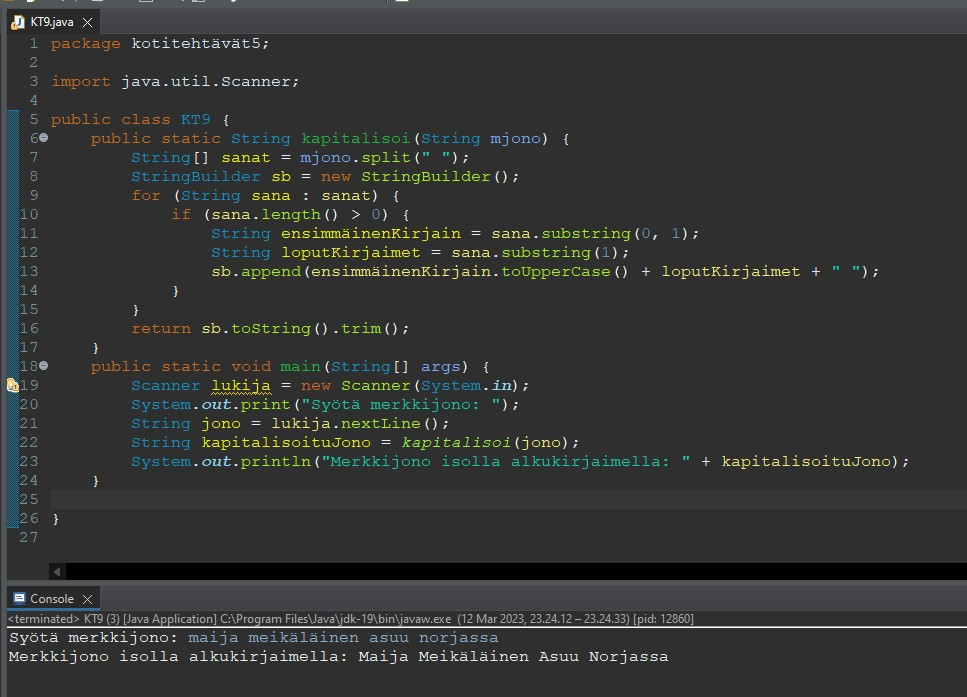 KT9.java
1 package kotitehtävät5;
2
3 import java.util.Scanner;
4
5 public class KT9 {
6 public static String kapitalisoi(String mjono) {
7 String[] sanat = mjono.split(" ");
8 StringBuilder sb = new StringBuilder();
9 for (String sana : sanat) {
10 if (sana.length() > 0) {
11 String ensimmäinenKirjain = sana.substring(0, 1);
12 String loputKirjaimet = sana.substring(1);
13 sb.append(ensimmäinenKirjain.toUpperCase() + loputKirjaimet + " ");
14 }
15 }
16 return sb.toString().trim();
17 }
18 public static void main(String[] args) {
19 Scanner lukija = new Scanner(System.in);
20 System.out.print("Syötä merkkijono: ");
21 String jono = lukija.nextLine();
22 String kapitalisoituJono = kapitalisoi(jono);
23 System.out.println("Merkkijono isolla alkukirjaimella: " + kapitalisoituJono);
24 }
25
26 }
27
Console
<terminated> KT9 (3) [Java Application] C:\Program Files\Java\jdk-19\bin\javaw.exe (12 Mar 2023, 23.24.12 – 23.24.33) [pid: 12860]
Syötä merkkijono: maija meikäläinen asuu norjassa
Merkkijono isolla alkukirjaimella: Maija Meikäläinen Asuu Norjassa